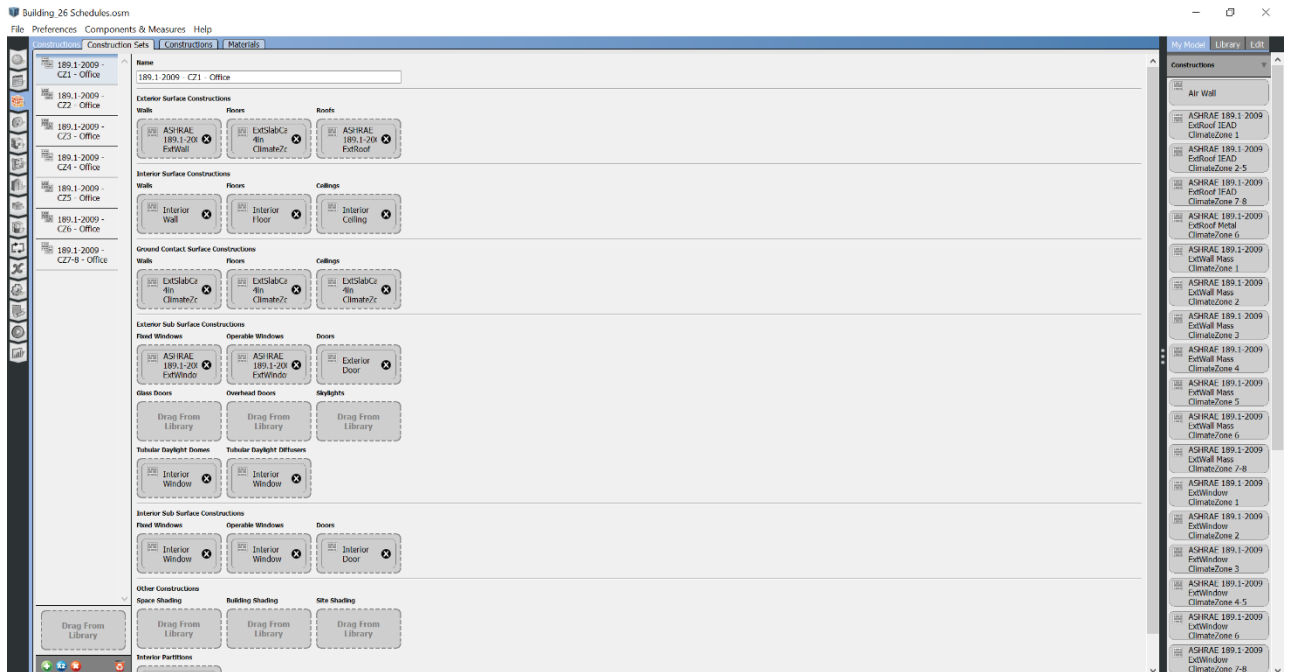 Building_26 Schedules.osm
File Preferences Components & Measures Help
Constructions Construction Sets Constructions Materials
My Model Library Edit
189.1-2009 -
CZ1 - Office
189.1-2009 -
CZ2 - Office
189.1-2009 -
CZ3 - Office
189.1-2009 -
CZ4 - Office
189.1-2009 -
CZ5 - Office
189.1-2009 -
CZ6 - Office
189.1-2009 -
CZ7-8 - Office
Drag From
Library
Name
189.1-2009 - CZ1 - Office
Exterior Surface Constructions
Walls Floors Roofs
ASHRAE
189.1-20(
ExtWall
ExtSlabCa
4in
ClimateZc
ASHRAE
189.1-20(
ExtRoof
Interior Surface Constructions
Walls Floors Ceilings
Interior
Wall
Interior
Floor
Interior
Ceiling
Ground Contact Surface Constructions
Walls Floors Ceilings
ExtSlabCa
4in
ClimateZc
ExtSlabCa
4in
ClimateZc
ExtSlabCa
4in
ClimateZc
Exterior Sub Surface Constructions
Fixed Windows Operable Windows Doors
ASHRAE
189.1-20(
ExtWindo
ASHRAE
189.1-20(
ExtWindo
Exterior
Door
Glass Doors Overhead Doors Skylights
Drag From
Library
Drag From
Library
Drag From
Library
Tubular Daylight Domes Tubular Daylight Diffusers
Interior
Window
Interior
Window
Interior Sub Surface Constructions
Fixed Windows Operable Windows Doors
Interior
Window
Interior
Window
Interior
Door
Other Constructions
Space Shading Building Shading Site Shading
Drag From
Library
Drag From
Library
Drag From
Library
Interior Partitions
Constructions
Air Wall
ASHRAE 189.1-2009
ExtRoof IEAD
ClimateZone 1
ASHRAE 189.1-2009
ExtRoof IEAD
ClimateZone 2-5
ASHRAE 189.1-2009
ExtRoof IEAD
ClimateZone 7-8
ASHRAE 189.1-2009
ExtRoof Metal
ClimateZone 6
ASHRAE 189.1-2009
ExtWall Mass
ClimateZone 1
ASHRAE 189.1-2009
ExtWall Mass
ClimateZone 2
ASHRAE 189.1-2009
ExtWall Mass
ClimateZone 3
ASHRAE 189.1-2009
ExtWall Mass
ClimateZone 4
ASHRAE 189.1-2009
ExtWall Mass
ClimateZone 5
ASHRAE 189.1-2009
ExtWall Mass
ClimateZone 6
ASHRAE 189.1-2009
ExtWall Mass
ClimateZone 7-8
ASHRAE 189.1-2009
ExtWindow
ClimateZone 1
ASHRAE 189.1-2009
ExtWindow
ClimateZone 2
ASHRAE 189.1-2009
ExtWindow
ClimateZone 3
ASHRAE 189.1-2009
ExtWindow
ClimateZone 4-5
ASHRAE 189.1-2009
ExtWindow
ClimateZone 6
ASHRAE 189.1-2009
ExtWindow
ClimateZone 7-8